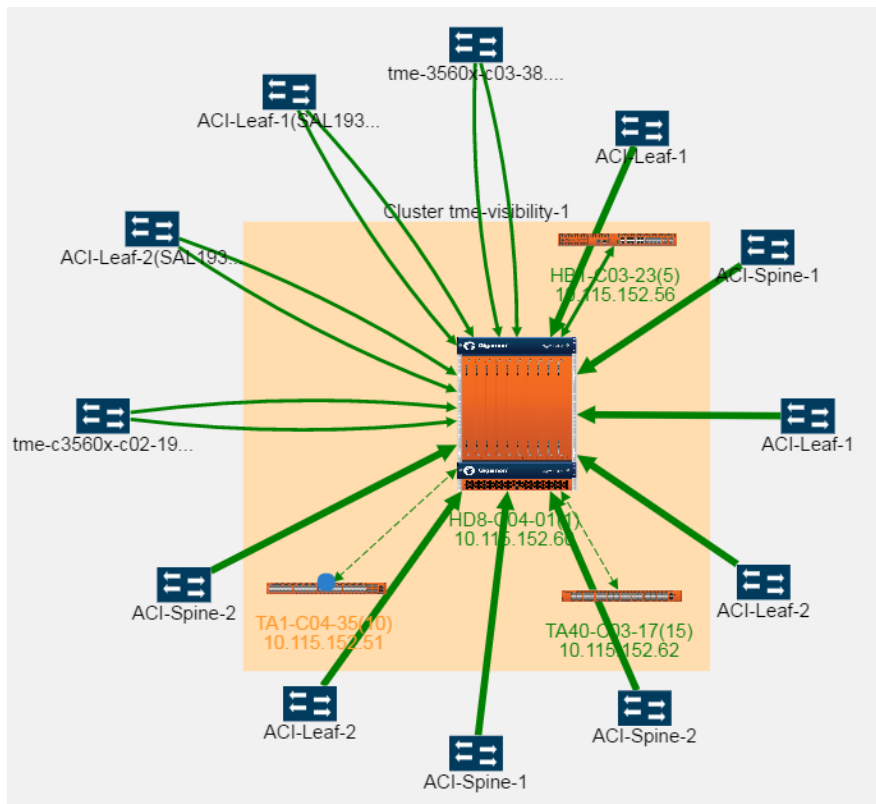 tme-3560x-c03-38....
ACI-Leaf-1(SAL193...
ACI-Leaf-1
Cluster tme-visibility-1
ACI-Leaf-2(SAL193...
ACI-Spine-1
HB1-C03-23(5)
10.115.152.56
Gigamon
tme-c3560x-c02-19...
ACI-Leaf-1
Gigamon
HD8-C04-01(1)
10.115.152.60
ACI-Spine-2
ACI-Leaf-2
TA1-C04-35(10)
10.115.152.51
TA40-C03-17(15)
10.115.152.62
ACI-Leaf-2
ACI-Spine-2
ACI-Spine-1